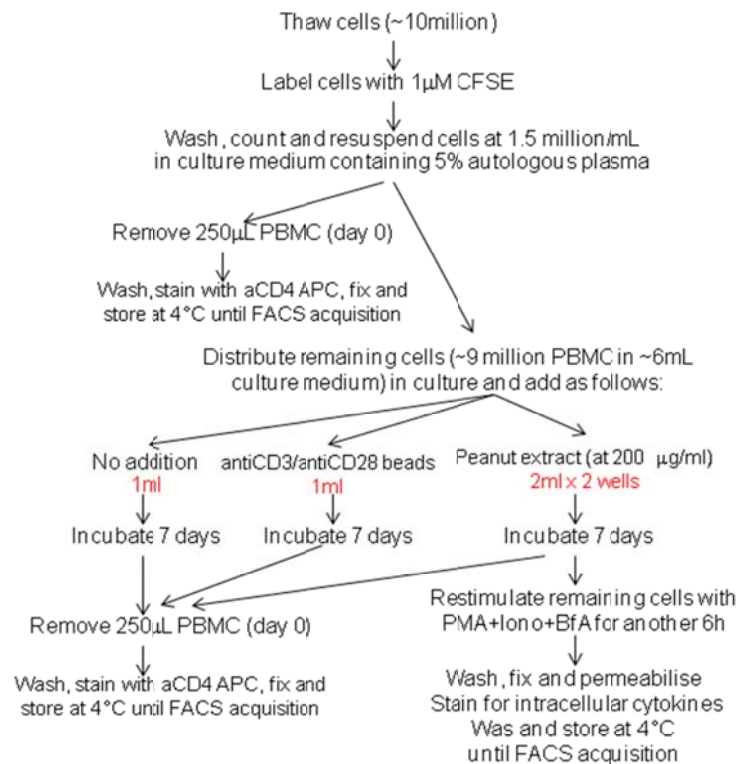 Thaw cells (~10million)
Label cells with 1µM CFSE
Wash, count and resuspend cells at 1.5 million/mL
in culture medium containing 5% autologous plasma
Remove 250µL PBMC (day 0)
Wash,stain with aCD4 APC, fix and
store at 4°C until FACS acquisition
Distribute remaining cells (~9 million PBMC in ~6mL
culture medium) in culture and add as follows:
No addition
1ml
antiCD3/antiCD28 beads
1ml
Peanut extract (at 200 µg/ml)
2ml x 2 wells
Incubate 7 days
Incubate 7 days
Incubate 7 days
Remove 250µL PBMC (day 0)
Wash, stain with aCD4 APC, fix and
store at 4°C until FACS acquisition
Restimulate remaining cells with
PMA+Iono+BfA for another 6h
Wash, fix and permeabilise
Stain for intracellular cytokines
Was and store at 4°C
until FACS acquisition